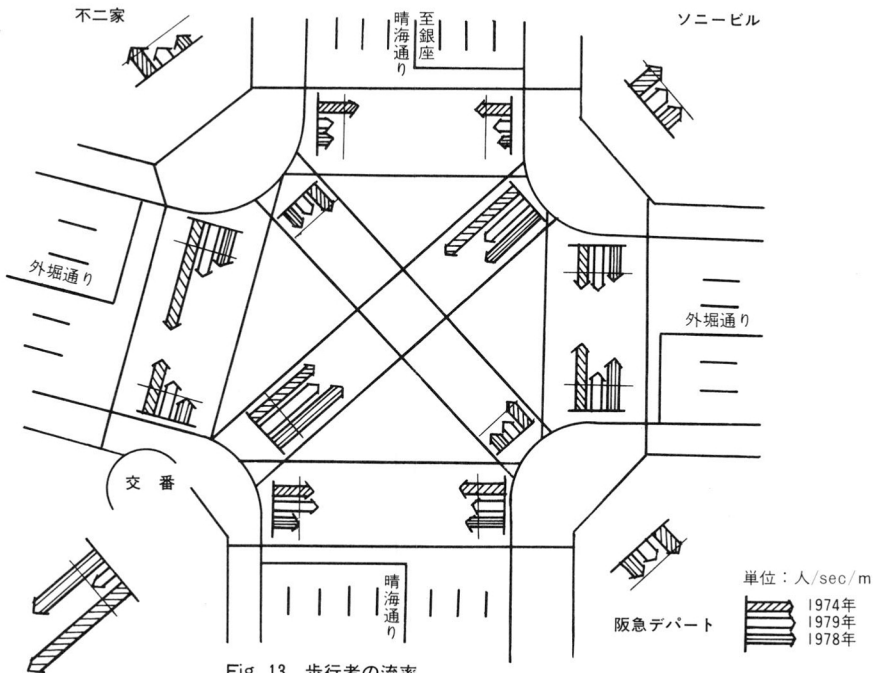 不二家
晴海通り
至銀座
ソニービル
外堀通り
外堀通り
交番
晴海通り
阪急デパート
単位：人/sec/m
1974年
1979年
1978年
Fig. 13 歩行者の流率